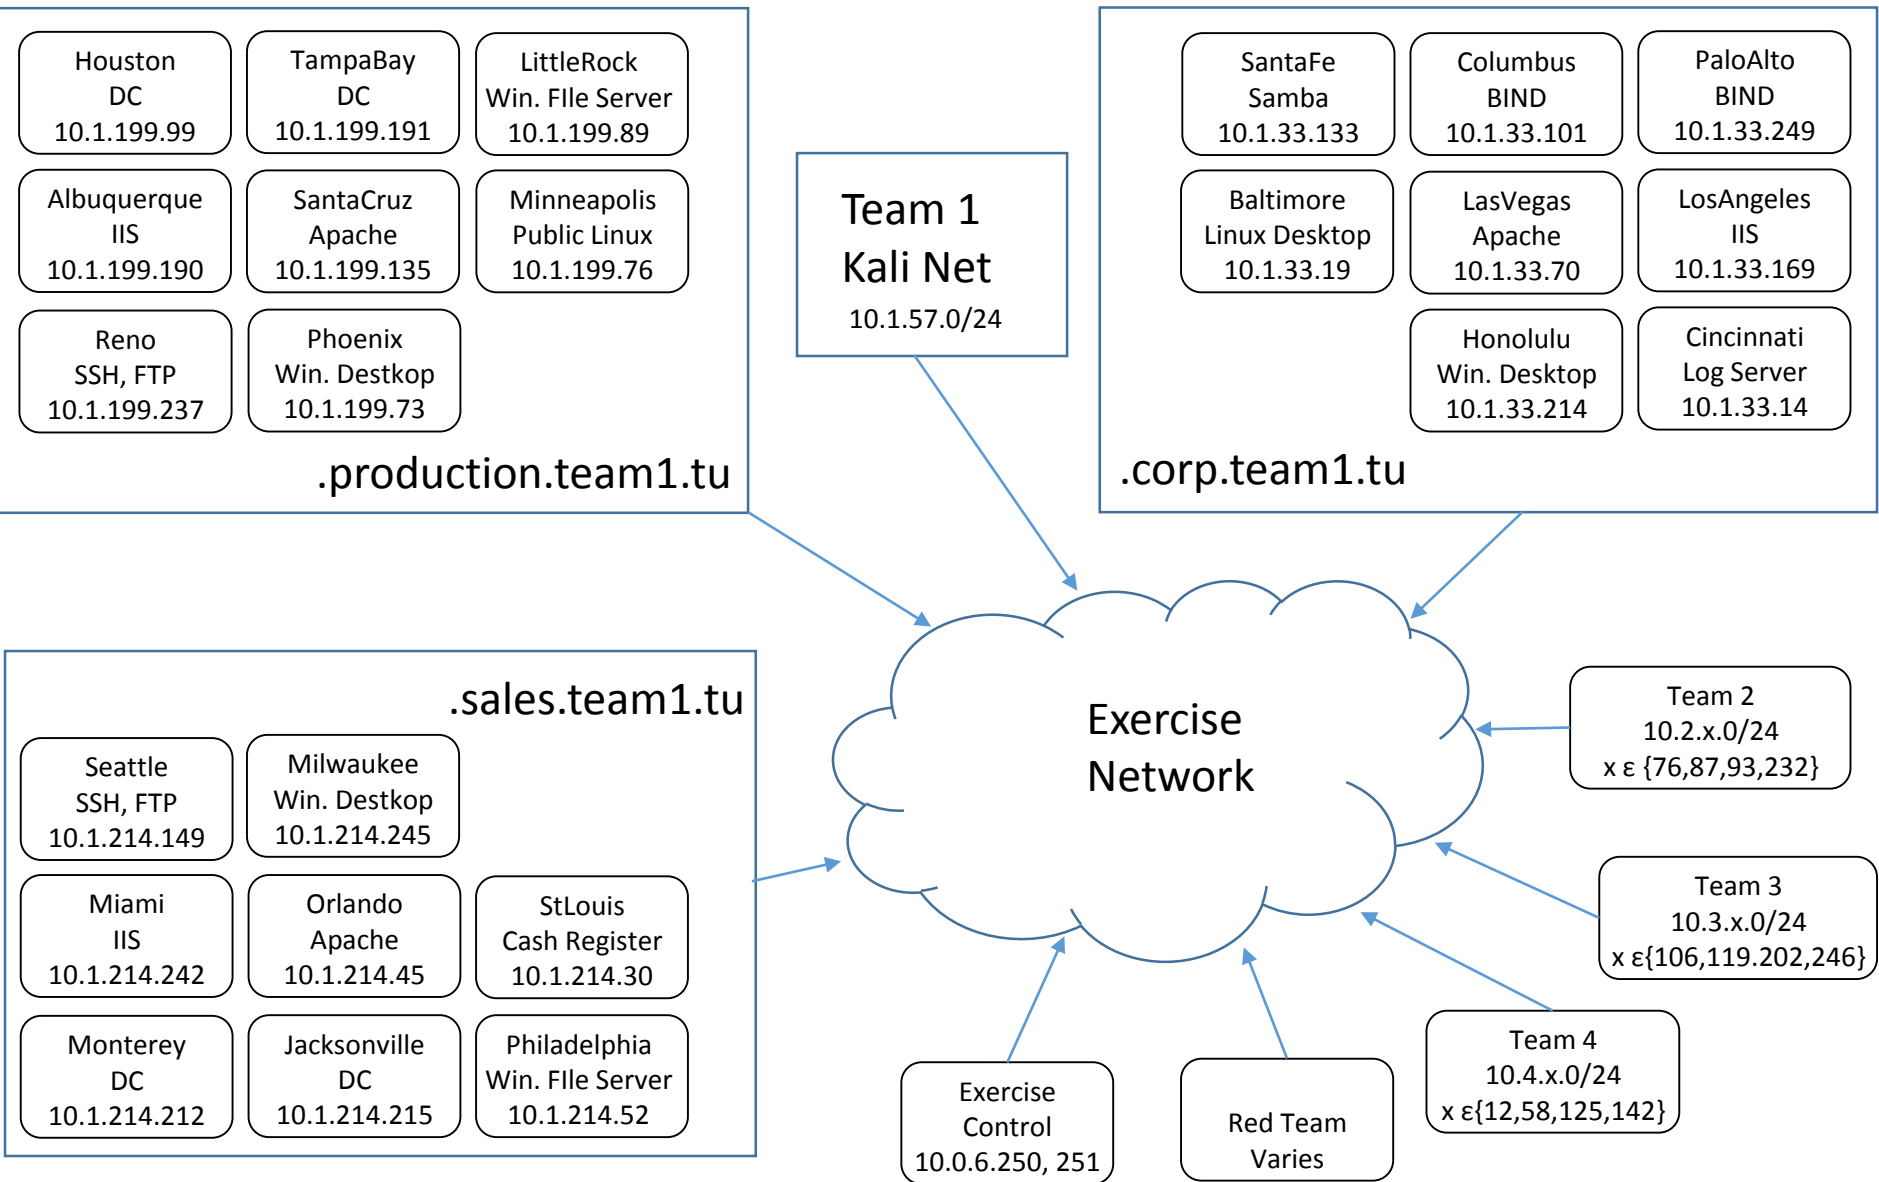 Houston
DC
10.1.199.99
TampaBay
DC
10.1.199.191
LittleRock
Win. FIle Server
10.1.199.89
Albuquerque
IIS
10.1.199.190
SantaCruz
Apache
10.1.199.135
Minneapolis
Public Linux
10.1.199.76
Reno
SSH, FTP
10.1.199.237
Phoenix
Win. Destkop
10.1.199.73
.production.team1.tu
Team 1
Kali Net
10.1.57.0/24
SantaFe
Samba
10.1.33.133
Columbus
BIND
10.1.33.101
PaloAlto
BIND
10.1.33.249
Baltimore
Linux Desktop
10.1.33.19
LasVegas
Apache
10.1.33.70
LosAngeles
IIS
10.1.33.169
Honolulu
Win. Desktop
10.1.33.214
Cincinnati
Log Server
10.1.33.14
.corp.team1.tu
.sales.team1.tu
Seattle
SSH, FTP
10.1.214.149
Milwaukee
Win. Destkop
10.1.214.245
Miami
IIS
10.1.214.242
Orlando
Apache
10.1.214.45
StLouis
Cash Register
10.1.214.30
Monterey
DC
10.1.214.212
Jacksonville
DC
10.1.214.215
Philadelphia
Win. FIle Server
10.1.214.52
Exercise
Network
Team 2
10.2.x.0/24
x ε {76,87,93,232}
Team 3
10.3.x.0/24
x ε{106,119.202,246}
Team 4
10.4.x.0/24
x ε{12,58,125,142}
Exercise
Control
10.0.6.250, 251
Red Team
Varies